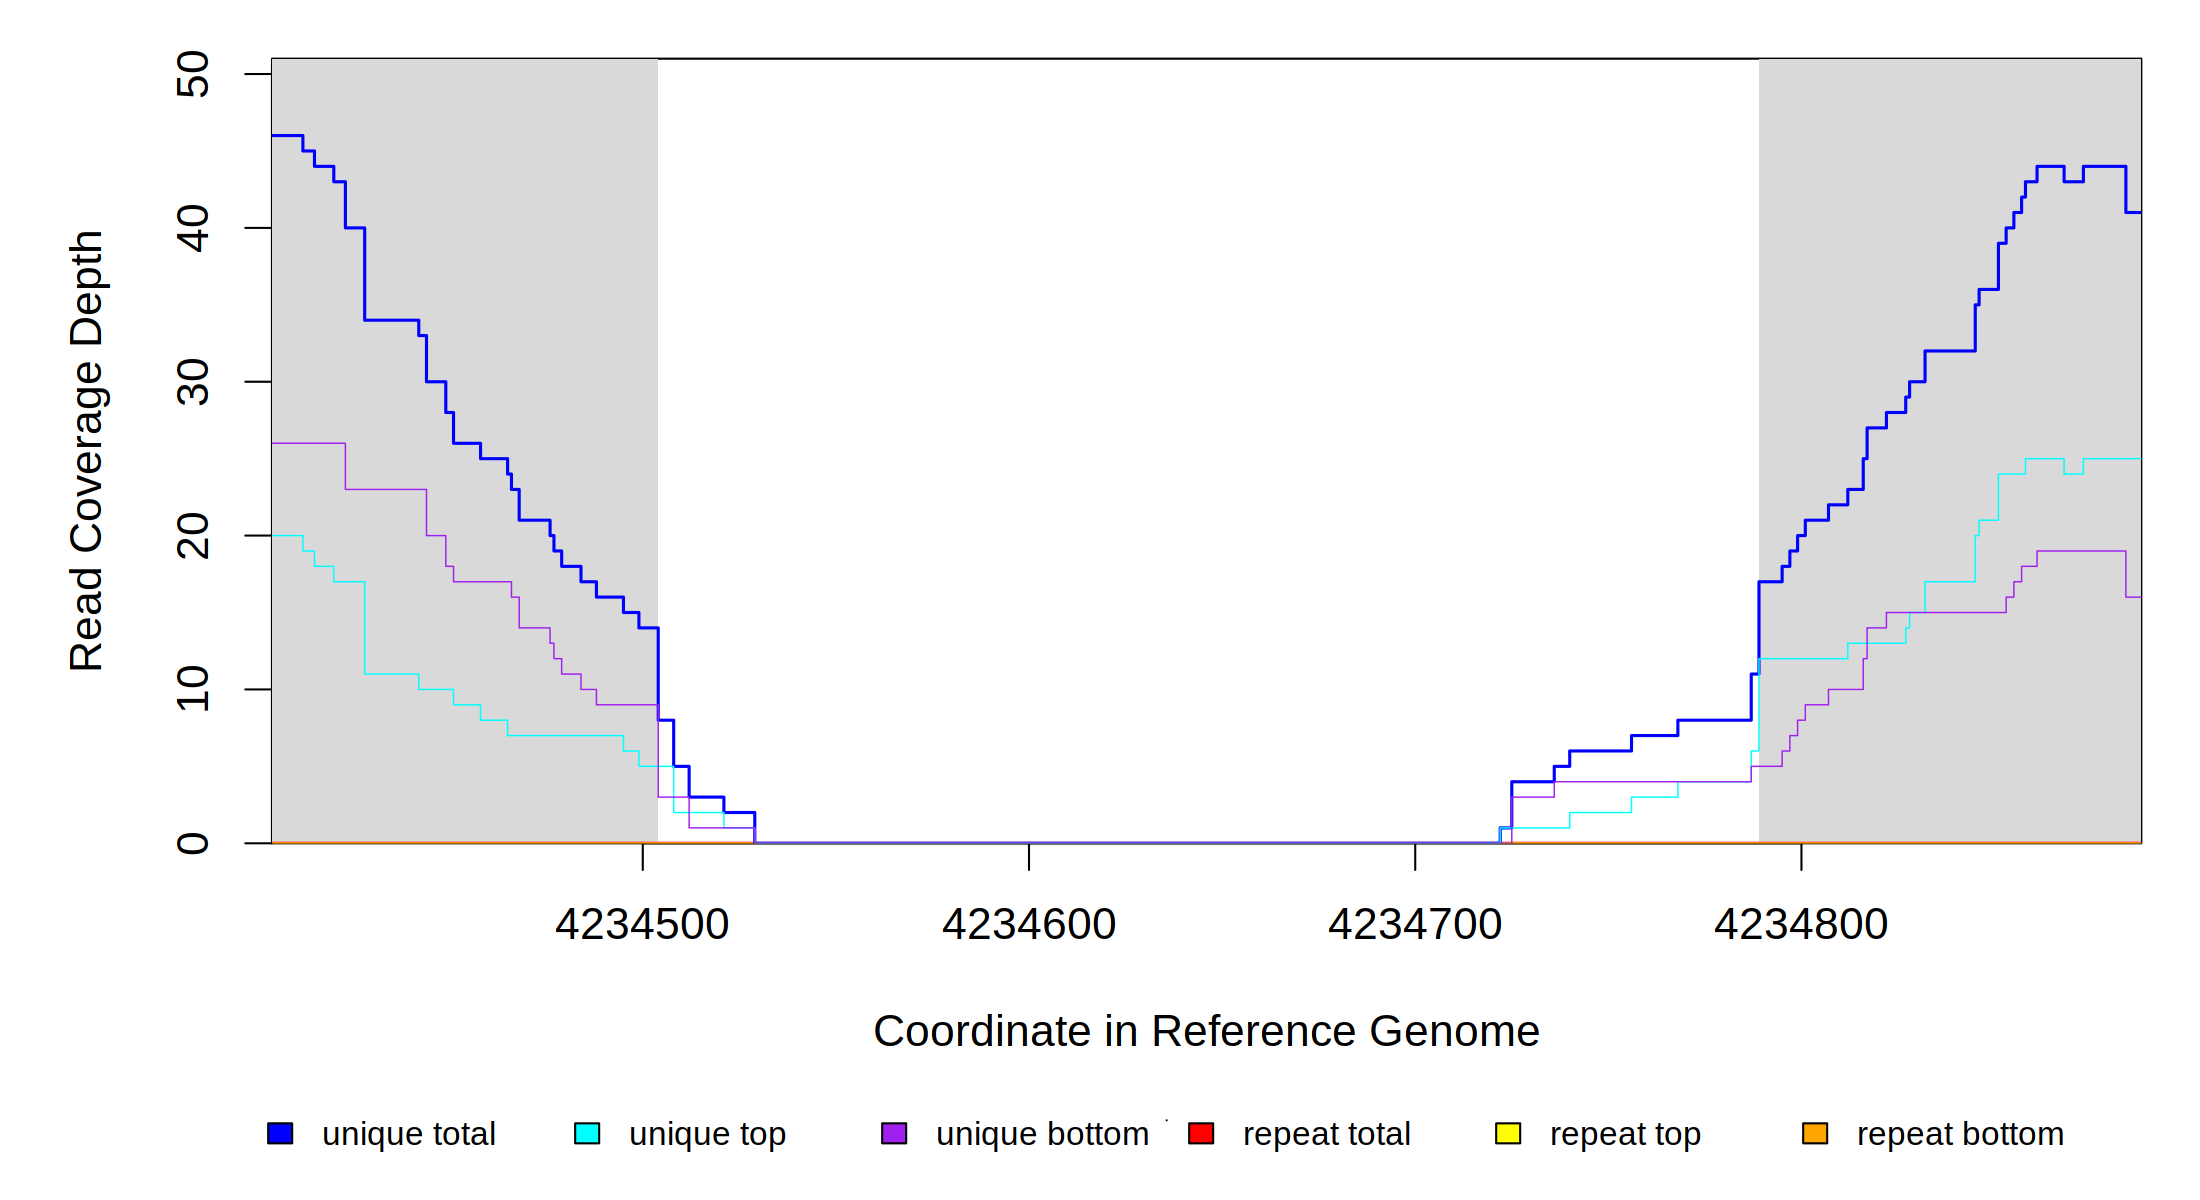 Read Coverage Depth
50
40
30
20
10
0
4234500 4234600 4234700 4234800
Coordinate in Reference Genome
unique total unique top unique bottom repeat total repeat top repeat bottom